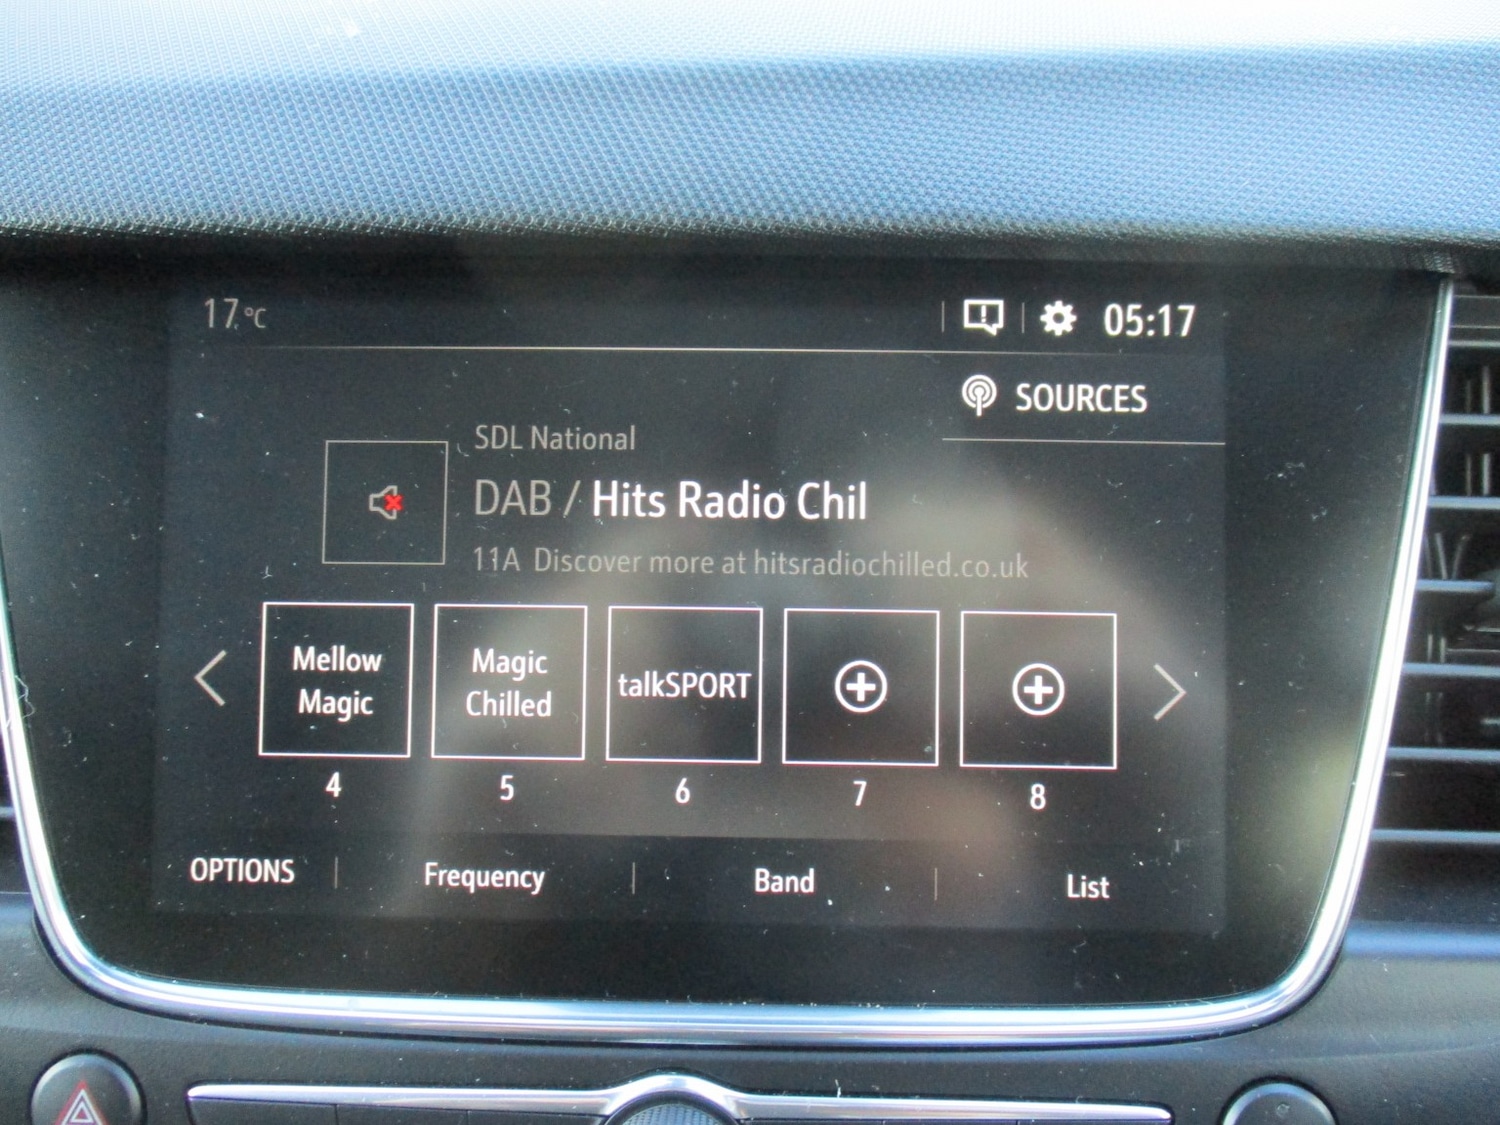 17°C
05:17
SOURCES
SDL National
DAB / Hits Radio Chil
11A Discover more at hitsradiochilled.co.uk
Mellow
Magic
Magic
Chilled
talkSPORT
4 5 6 7 8
OPTIONS Frequency Band List